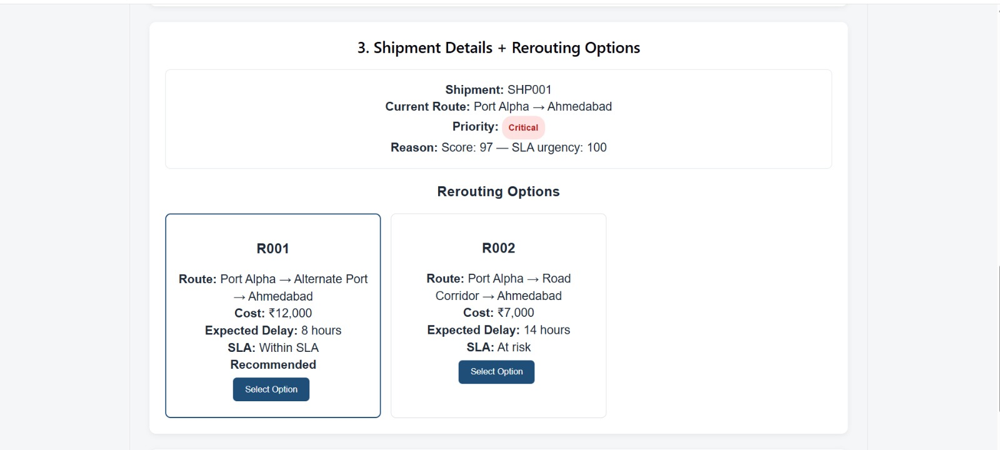 3. Shipment Details + Rerouting Options
Shipment: SHP001
Current Route: Port Alpha → Ahmedabad
Priority: Critical
Reason: Score: 97 — SLA urgency: 100
Rerouting Options
R001
Route: Port Alpha → Alternate Port
→ Ahmedabad
Cost: ₹12,000
Expected Delay: 8 hours
SLA: Within SLA
Recommended
Select Option
R002
Route: Port Alpha → Road
Corridor → Ahmedabad
Cost: ₹7,000
Expected Delay: 14 hours
SLA: At risk
Select Option